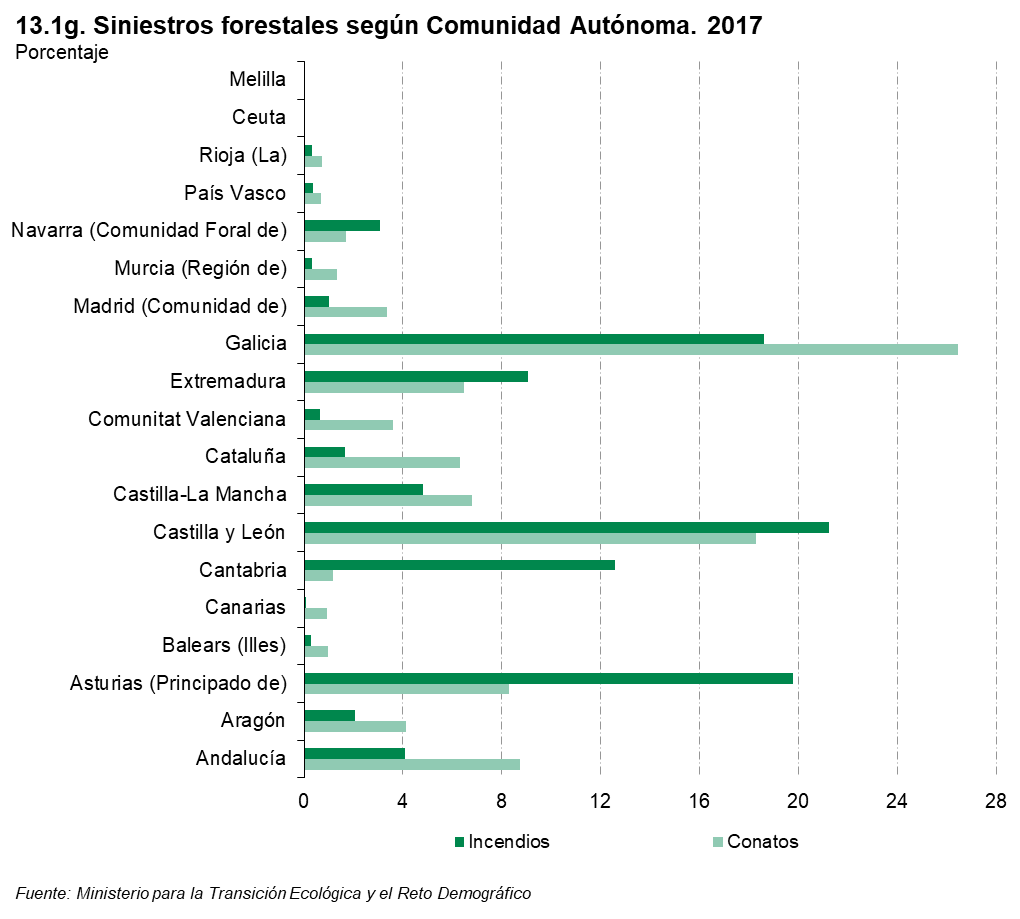 13.1g. Siniestros forestales según Comunidad Autónoma. 2017
Porcentaje
Melilla
Ceuta
Rioja (La)
País Vasco
Navarra (Comunidad Foral de)
Murcia (Región de)
Madrid (Comunidad de)
Galicia
Extremadura
Comunitat Valenciana
Cataluña
Castilla-La Mancha
Castilla y León
Cantabria
Canarias
Balears (Illes)
Asturias (Principado de)
Aragón
Andalucía
0 4 8 12 16 20 24 28
Incendios Conatos
Fuente: Ministerio para la Transición Ecológica y el Reto Demográfico